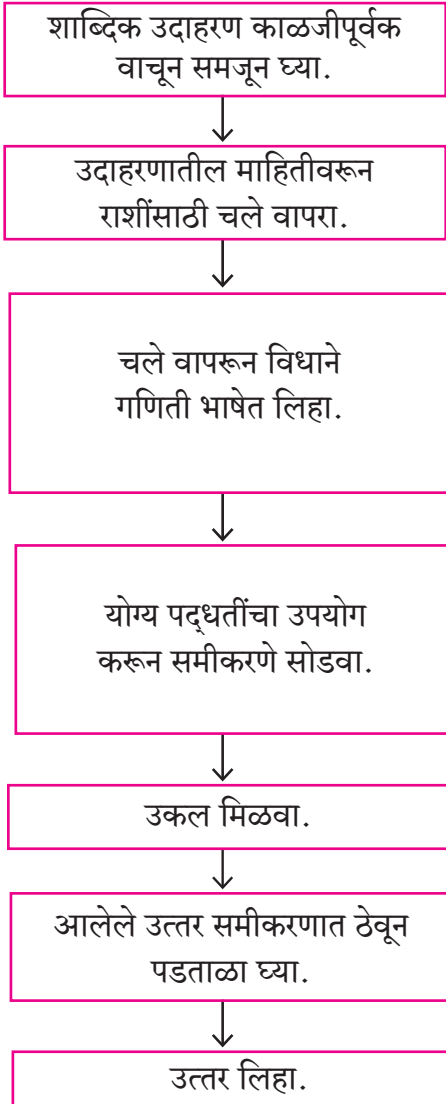 शाब्दिक उदाहरण काळजीपूर्वक
वाचून समजून घ्या.
उदाहरणातील माहितीवरून
राशींसाठी चले वापरा.
चले वापरून विधाने
गणिती भाषेत लिहा.
योग्य पद्धतींचा उपयोग
करून समीकरणे सोडवा.
उकल मिळवा.
आलेले उत्तर समीकरणात ठेवून
पडताळा घ्या.
उत्तर लिहा.